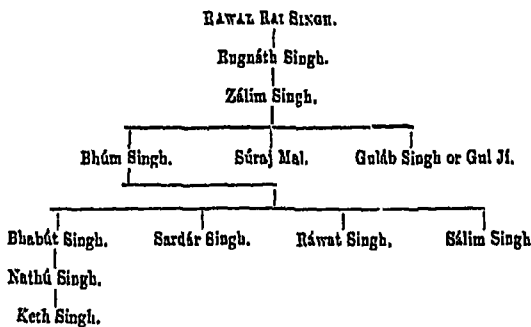 RAWAL RAI SINGH.
Rugnáth Singh.
Zálim Singh.
Bhúm Singh. Súraj Mal. Guláb Singh or Gul Jí.
Bhabút Singh. Sardár Singh. Ráwat Singh. Sálim Singh
Nathú Singh.
Keth Singh.